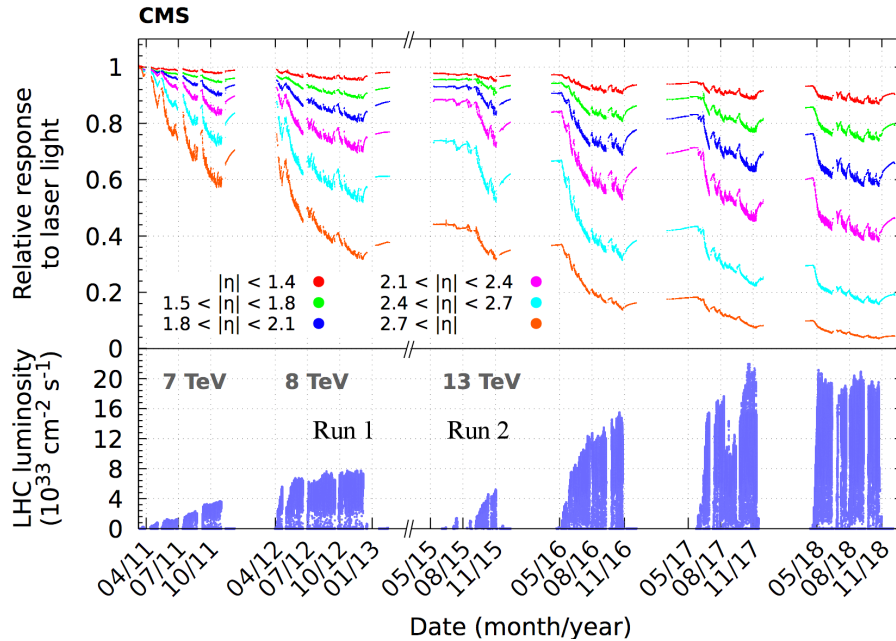 CMS
Relative response
to laser light
1
0.8
0.6
0.4
0.2
0
|η| < 1.4
1.5 < |η| < 1.8
1.8 < |η| < 2.1
2.1 < |η| < 2.4
2.4 < |η| < 2.7
2.7 < |η|
LHC luminosity
(10³³ cm⁻² s⁻¹)
20
16
12
8
4
0
7 TeV 8 TeV 13 TeV
Run 1 Run 2
04/11 07/11 10/11 04/12 07/12 10/12 01/13 05/15 08/15 11/15 05/16 08/16 11/16 05/17 08/17 11/17 05/18 08/18 11/18
Date (month/year)